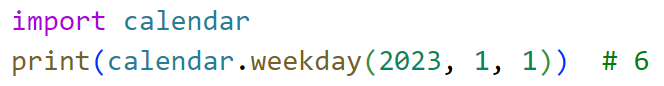 import calendar
print(calendar.weekday(2023, 1, 1))  # 6